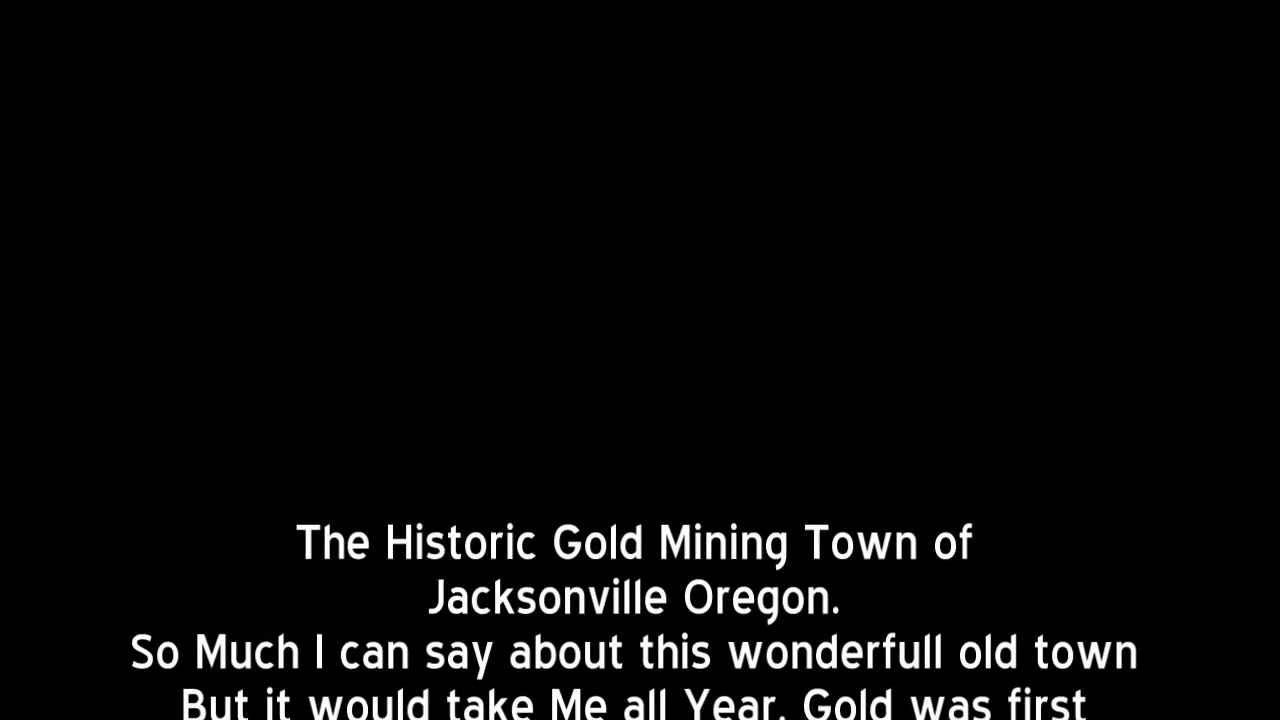 The Historic Gold Mining Town of
Jacksonville Oregon.
So Much I can say about this wonderfull old town
But it would take Me all Year. Gold was first